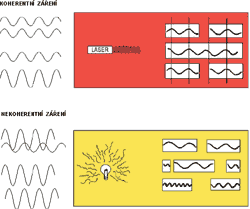 KOHERENTNÍ ZÁŘENÍ
LASER
NEKOHERENTNÍ ZÁŘENÍ